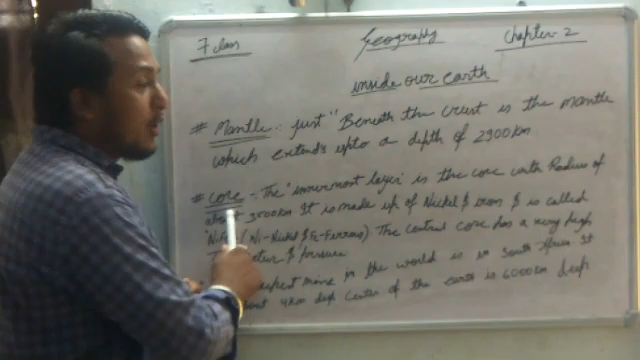 7 class
Geography
Chapter-2
inside our earth
# Mantle :- just "Beneath the crust is the mantle
which extends upto a depth of 2900km
# Core -: The "innermost layer" is the core with Radius of
about 3500km. It is made up of Nickel & iron & is called
(Ni-Nickel & Fe-Ferrous). The central core has a very high
& Pressure
mine in the world is in South Africa. It
4km deep center of the earth is 6000km deep